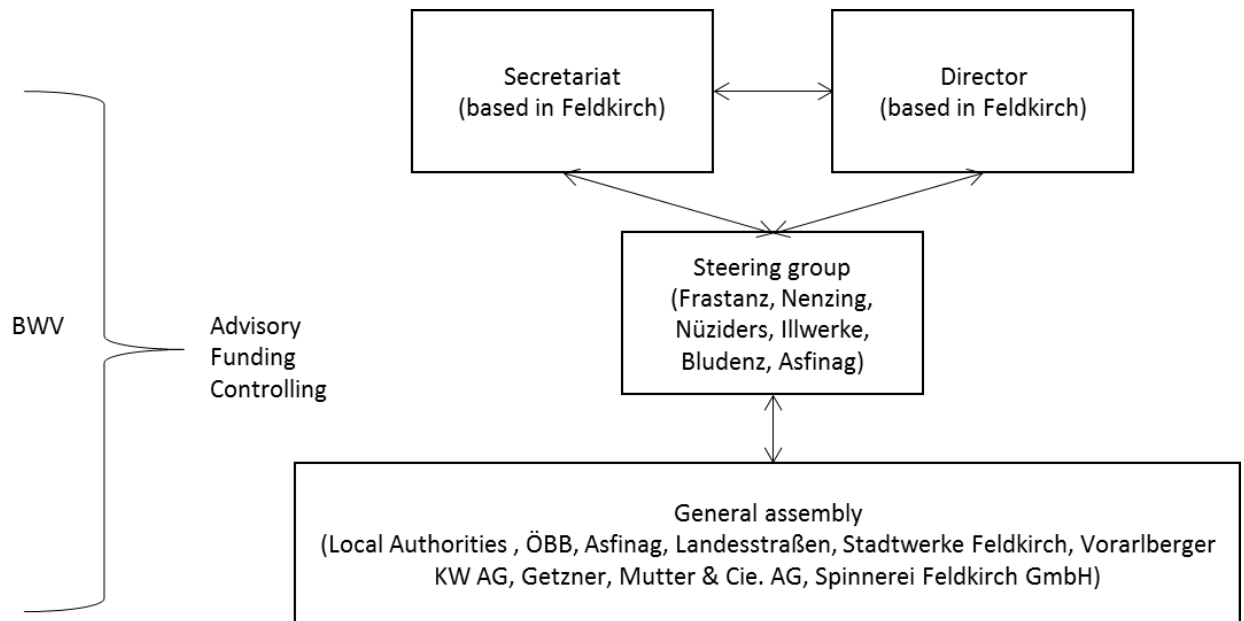 Secretariat
(based in Feldkirch)
Director
(based in Feldkirch)
Steering group
(Frastanz, Nenzing,
Nüziders, Illwerke,
Bludenz, Asfinag)
BWV
Advisory
Funding
Controlling
General assembly
(Local Authorities , ÖBB, Asfinag, Landesstraßen, Stadtwerke Feldkirch, Vorarlberger
KW AG, Getzner, Mutter & Cie. AG, Spinnerei Feldkirch GmbH)